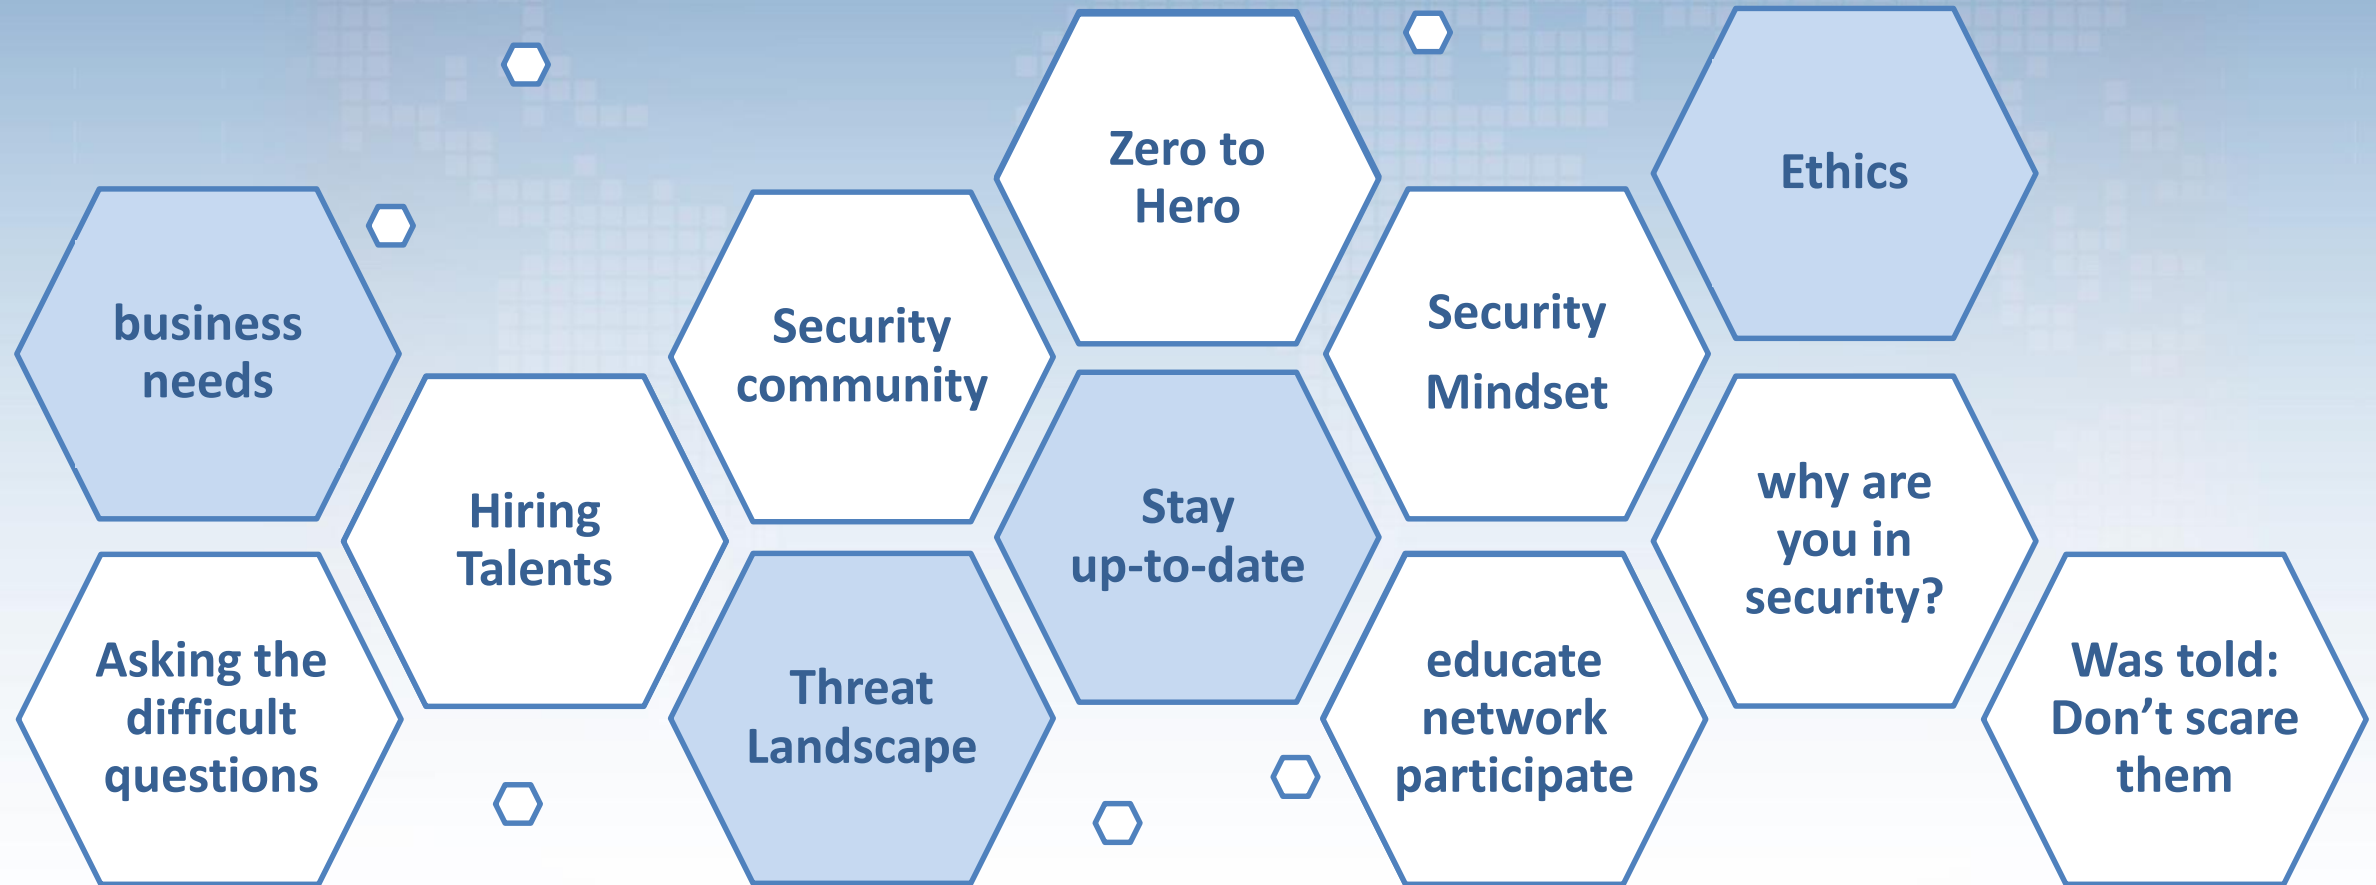 business
needs
Asking the
difficult
questions
Hiring
Talents
Security
community
Threat
Landscape
Zero to
Hero
Stay
up-to-date
Security
Mindset
educate
network
participate
Ethics
why are
you in
security?
Was told:
Don’t scare
them